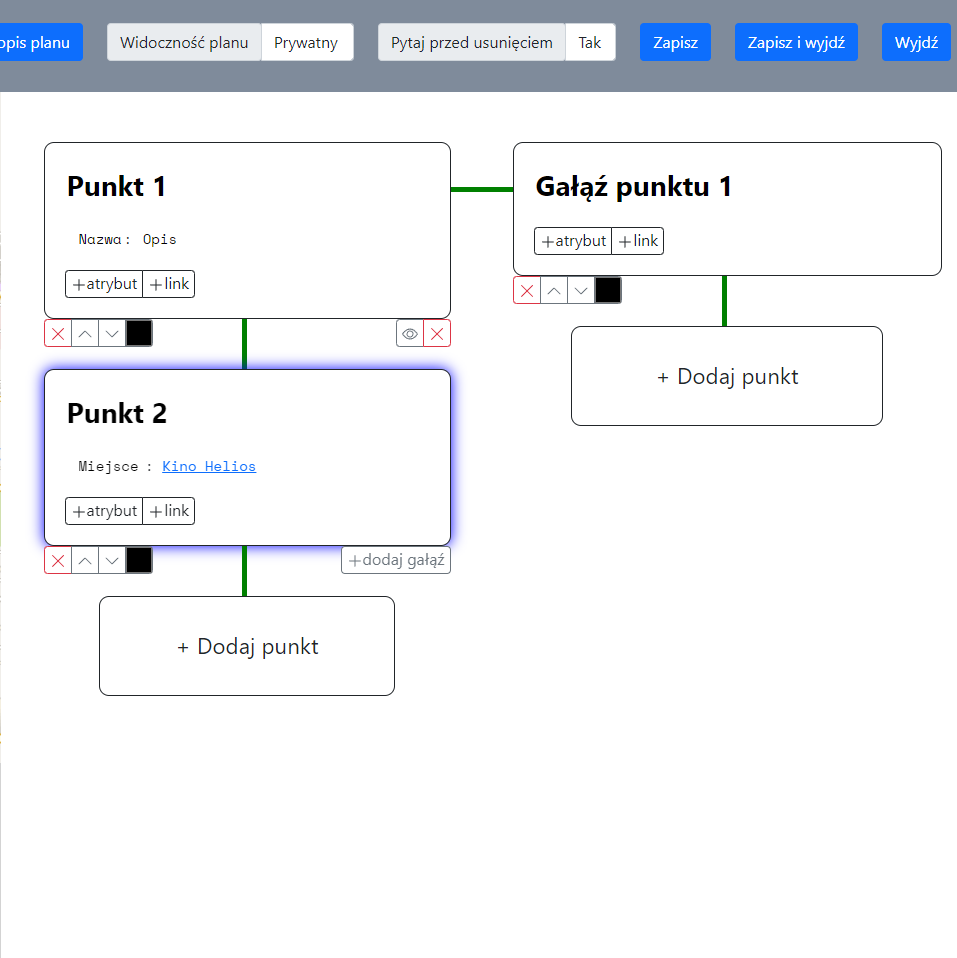 opis planu
Widoczność planu Prywatny
Pytaj przed usunięciem Tak
Zapisz
Zapisz i wyjdź
Wyjdź
Punkt 1
Nazwa: Opis
+atrybut +link
Gałąź punktu 1
+atrybut +link
+ Dodaj punkt
Punkt 2
Miejsce : Kino Helios
+atrybut +link
+dodaj gałąź
+ Dodaj punkt